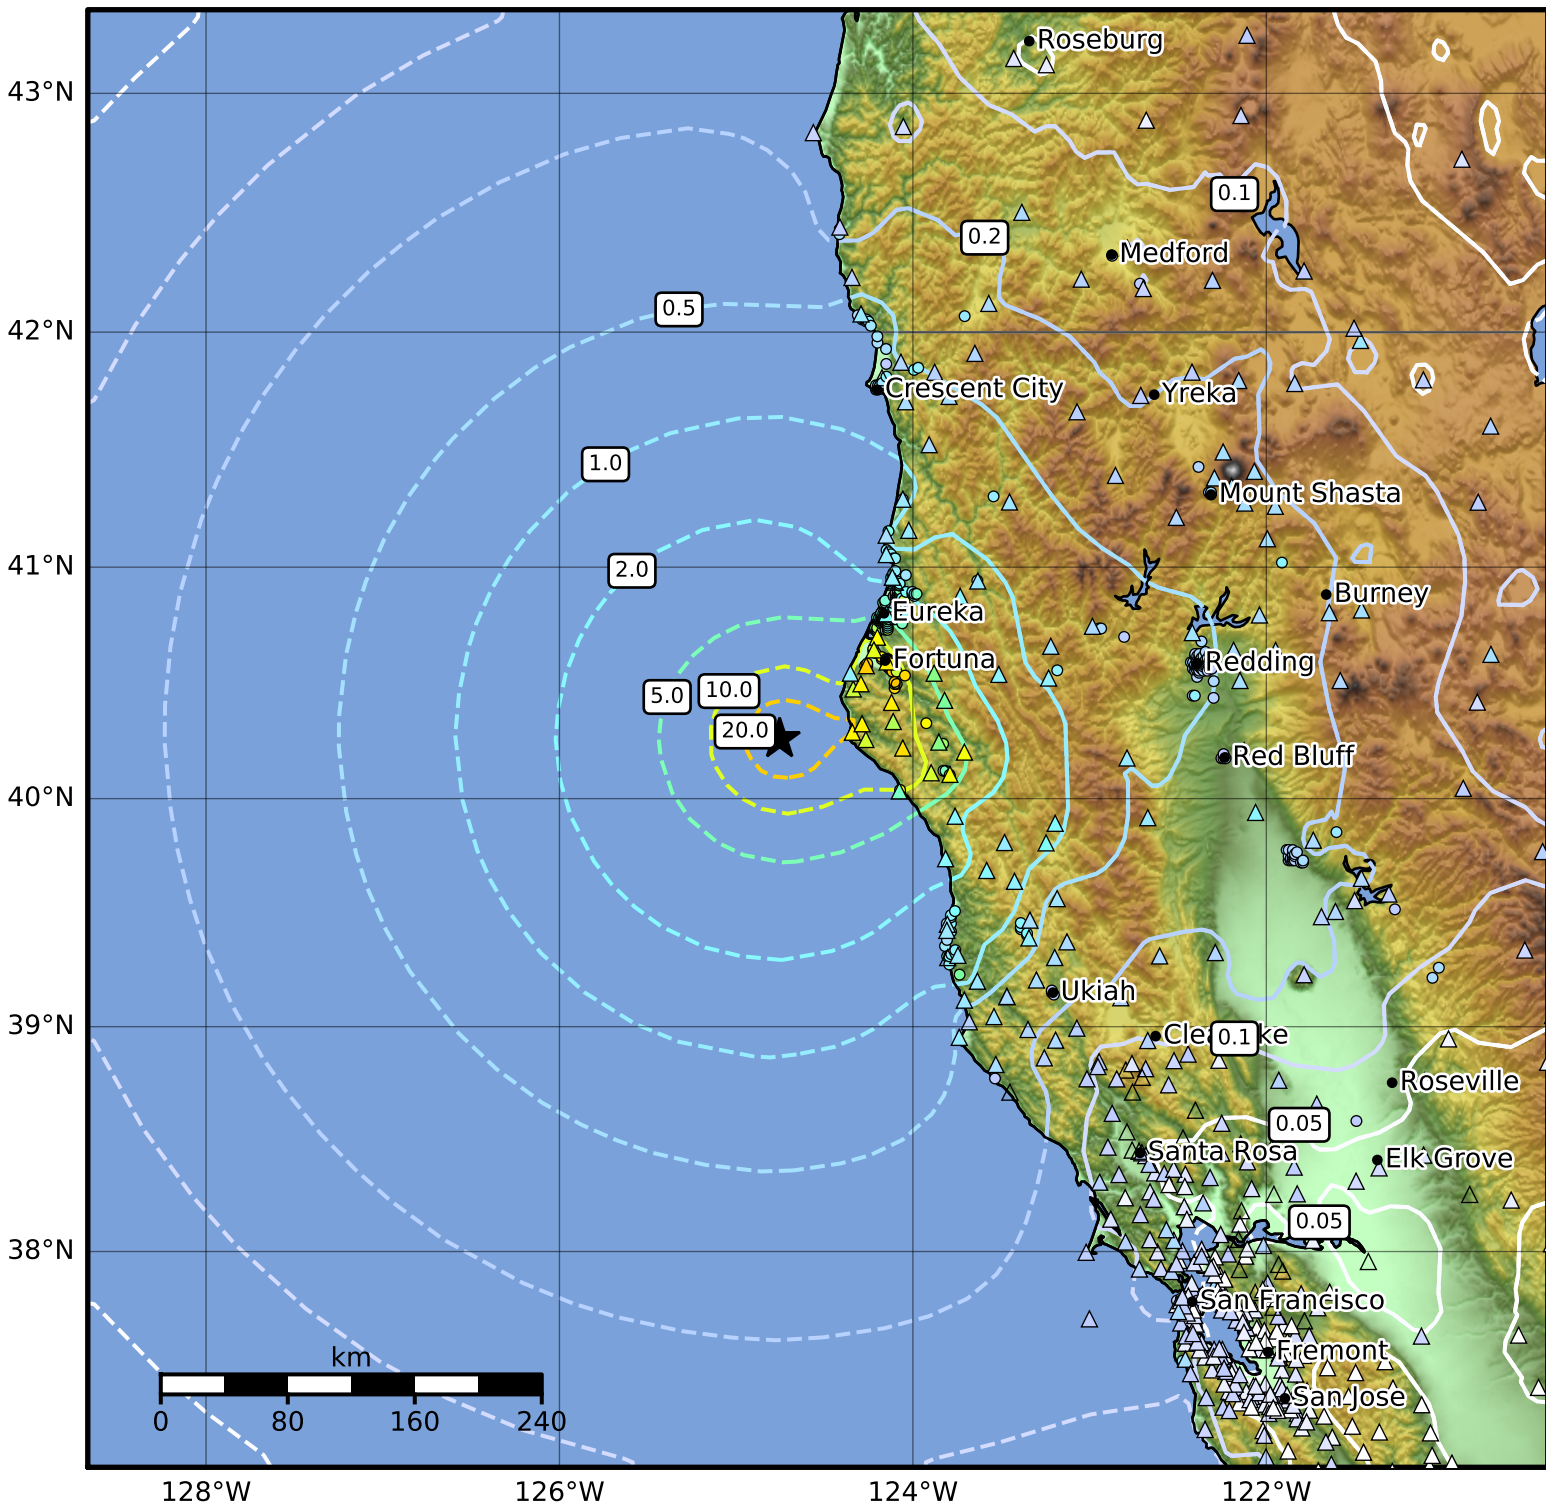 Roseburg
43°N
0.1
0.2
Medford
0.5
42°N
Crescent City
Yreka
1.0
Mount Shasta
41°N
2.0
Burney
Eureka
Fortuna
Redding
5.0
10.0
20.0
Red Bluff
40°N
Ukiah
39°N
Clea
ke
0.1
Roseville
0.05
Santa Rosa
Elk Grove
0.05
38°N
San Francisco
Fremont
km
San Jose
0
80
160
240
128°W
126°W
124°W
122°W